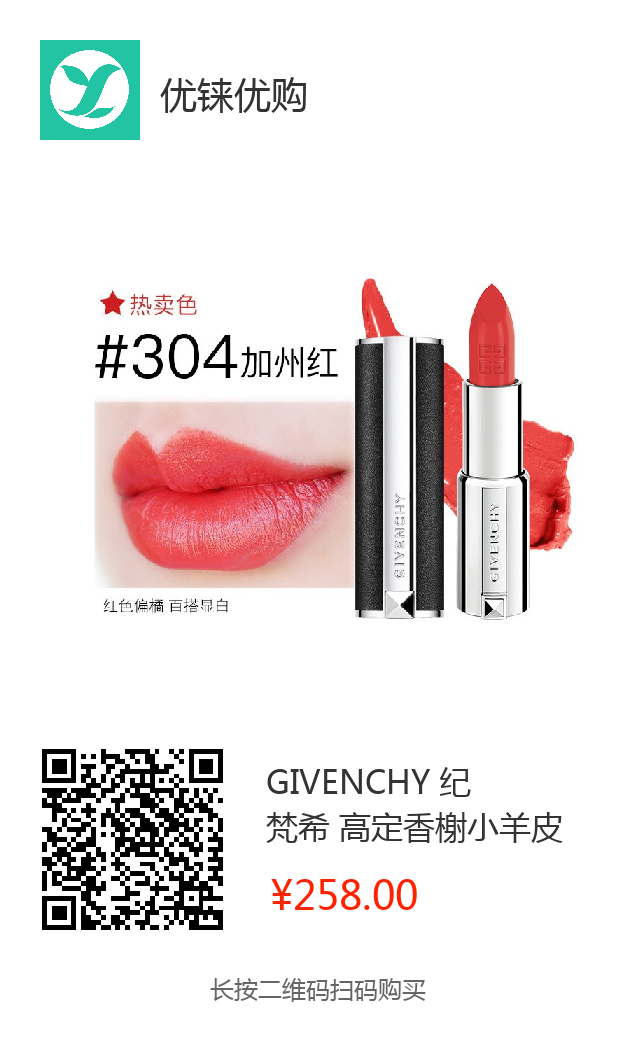 优铼优购
热卖色
#304加州红
GIVENCHY
GIVENCHY
红色偏橘 百搭显白
GIVENCHY 纪
梵希 高定香榭小羊皮
¥258.00
长按二维码扫码购买